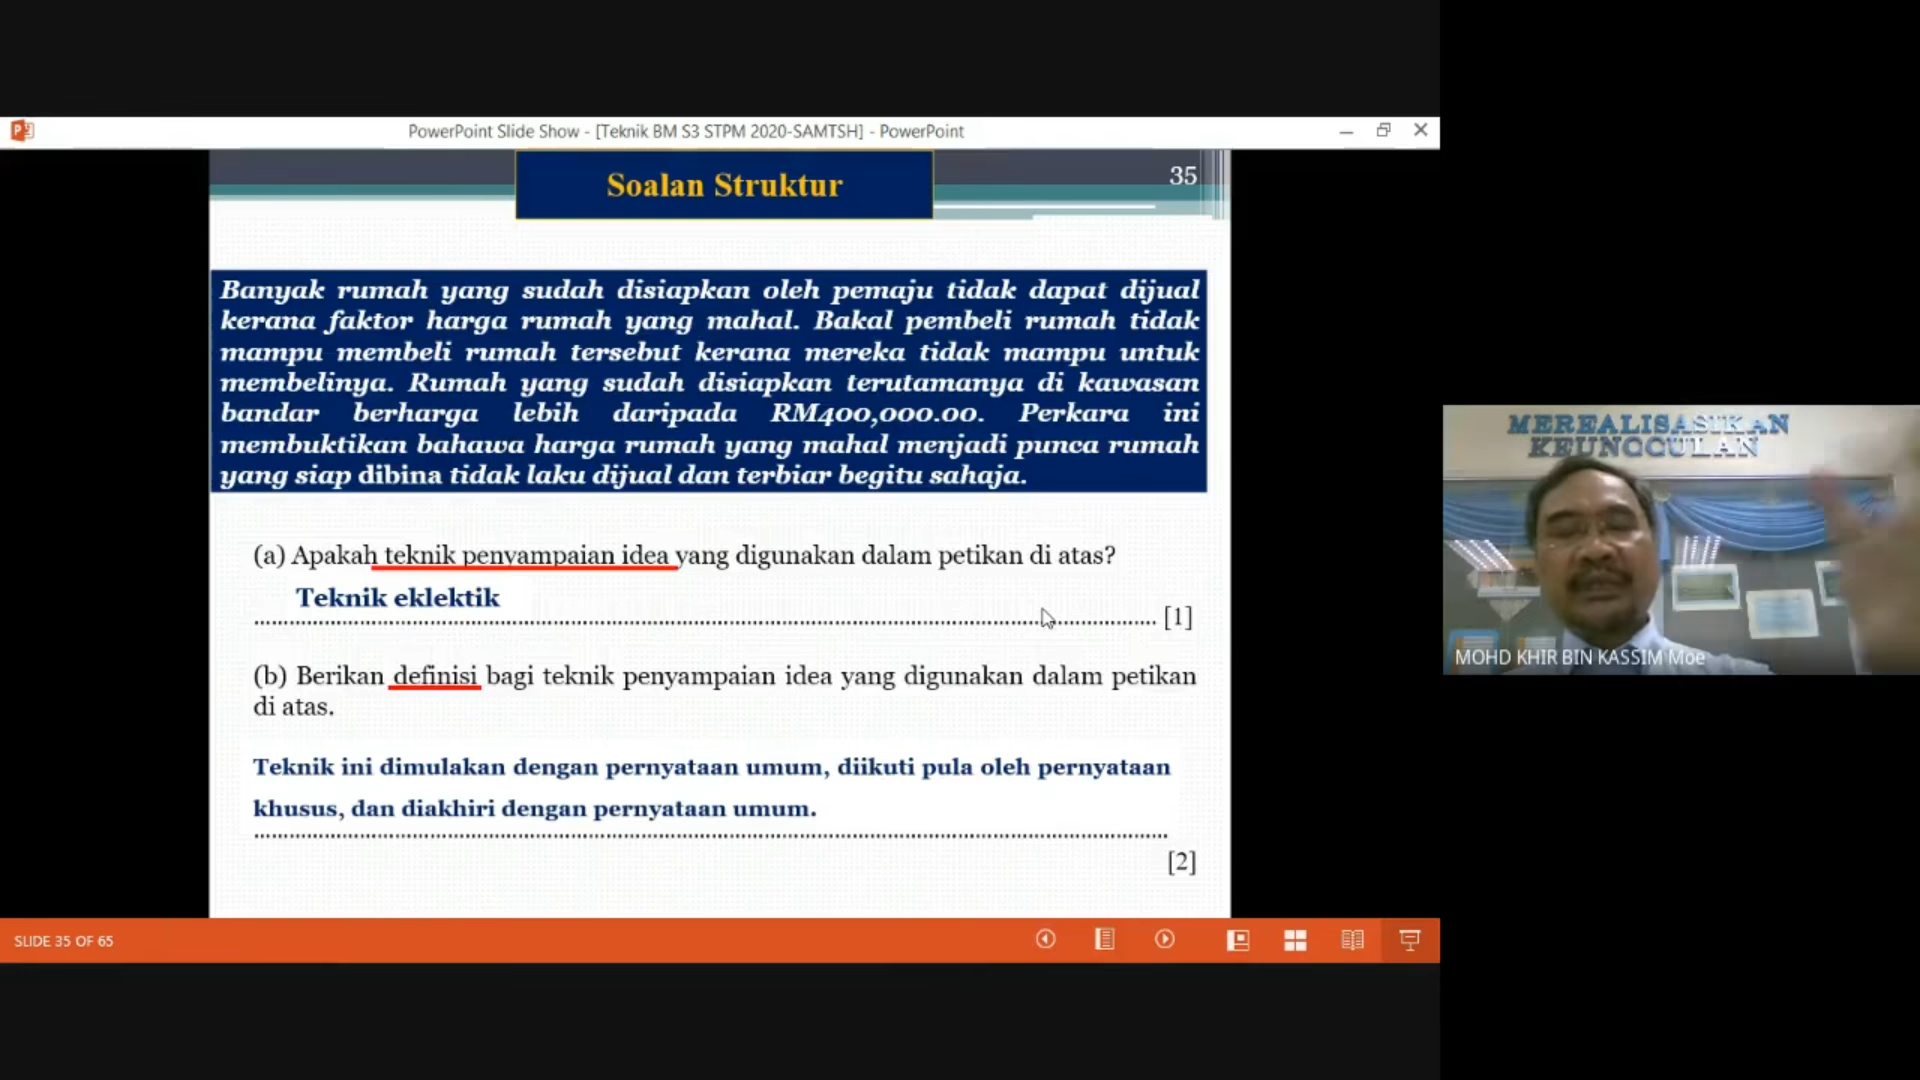 PowerPoint Slide Show - [Teknik BM S3 STPM 2020-SAMTSH] - PowerPoint
Soalan Struktur
35
Banyak rumah yang sudah disiapkan oleh pemaju tidak dapat dijual
kerana faktor harga rumah yang mahal. Bakal pembeli rumah tidak
mampu membeli rumah tersebut kerana mereka tidak mampu untuk
membelinya. Rumah yang sudah disiapkan terutamanya di kawasan
bandar berharga lebih daripada RM400,000.00. Perkara ini
membuktikan bahawa harga rumah yang mahal menjadi punca rumah
yang siap dibina tidak laku dijual dan terbiar begitu sahaja.
(a) Apakah teknik penyampaian idea yang digunakan dalam petikan di atas?
Teknik eklektik
[1]
(b) Berikan definisi bagi teknik penyampaian idea yang digunakan dalam petikan
di atas.
Teknik ini dimulakan dengan pernyataan umum, diikuti pula oleh pernyataan
khusus, dan diakhiri dengan pernyataan umum.
[2]
SLIDE 35 OF 65
MEREALISASIKAN
KEUNGGULAN
MOHD KHIR BIN KASSIM Moe